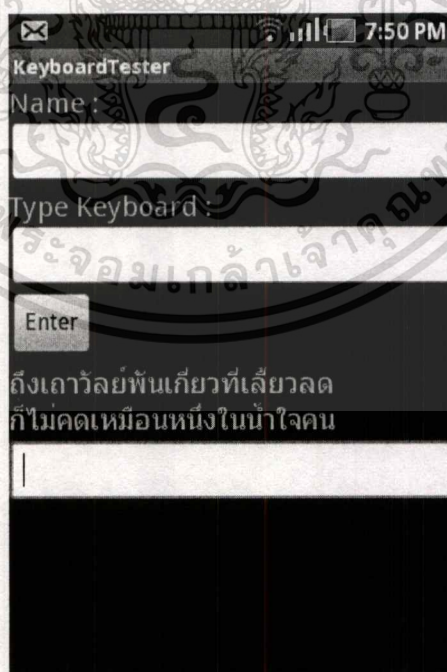 7:50 PM
KeyboardTester
Name :
Type Keyboard :
Enter
ถึงเถาวัลย์พันเกี่ยวที่เลี้ยวลด
ก็ไม่คดเหมือนหนึ่งในน้ำใจคน